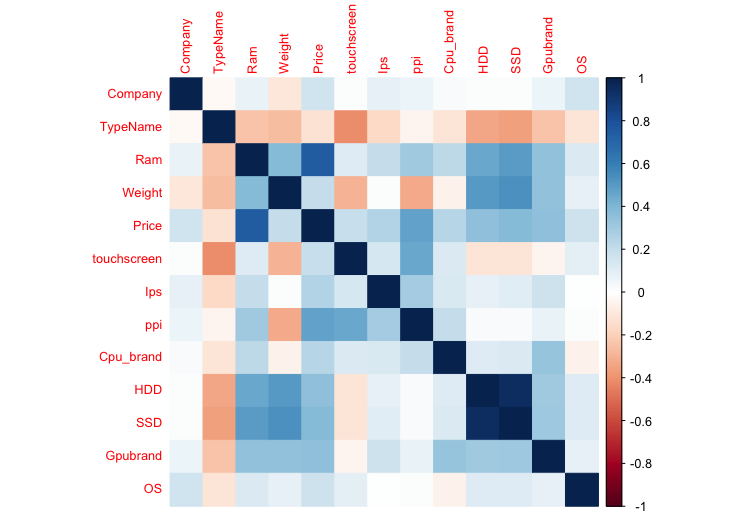 Company TypeName Ram Weight Price touchscreen Ips ppi Cpu_brand HDD SSD Gpubrand OS
Company
TypeName
Ram
Weight
Price
touchscreen
Ips
ppi
Cpu_brand
HDD
SSD
Gpubrand
OS
1
0.8
0.6
0.4
0.2
0
-0.2
-0.4
-0.6
-0.8
-1